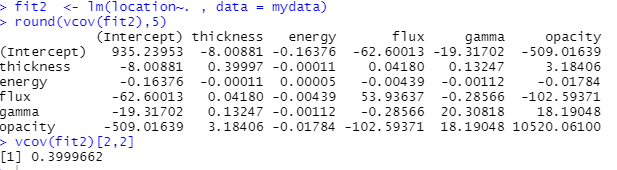 > fit2  <- lm(location~. , data = mydata)
> round(vcov(fit2),5)
            (Intercept) thickness   energy       flux     gamma     opacity
(Intercept)   935.23953  -8.00881 -0.16376  -62.60013 -19.31702  -509.01639
thickness      -8.00881   0.39997 -0.00011    0.04180   0.13247     3.18406
energy         -0.16376  -0.00011  0.00005   -0.00439  -0.00112    -0.01784
flux          -62.60013   0.04180 -0.00439   53.93637  -0.28566  -102.59371
gamma         -19.31702   0.13247 -0.00112   -0.28566  20.30818    18.19048
opacity      -509.01639   3.18406 -0.01784 -102.59371  18.19048 10520.06100
> vcov(fit2)[2,2]
[1] 0.3999662